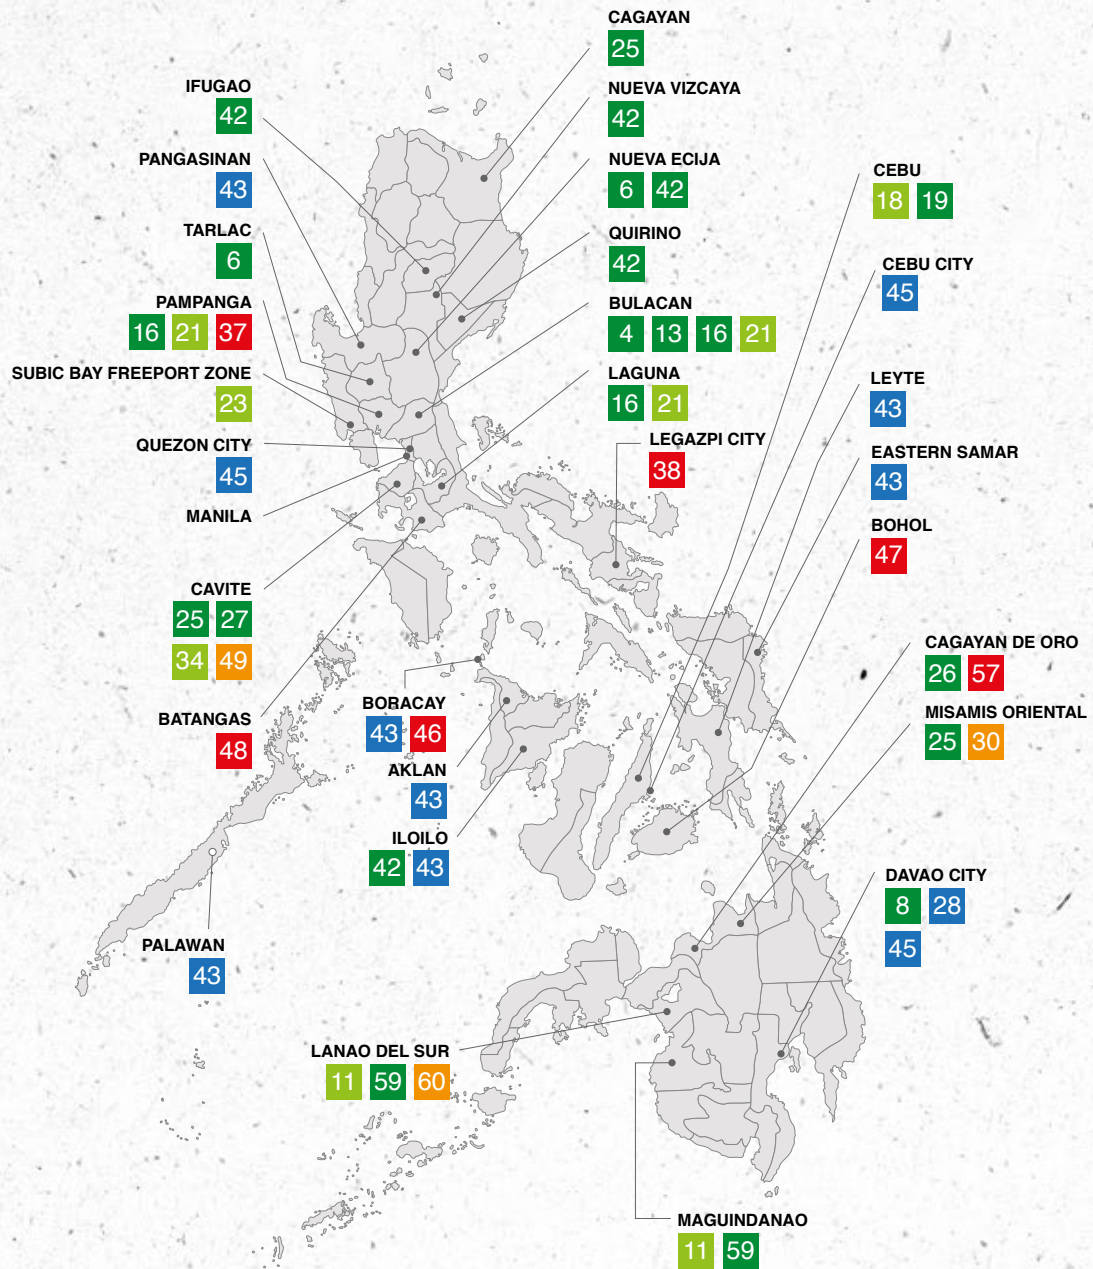 CAGAYAN
25
IFUGAO
42
NUEVA VIZCAYA
42
PANGASINAN
43
NUEVA ECIJA
6 42
CEBU
18 19
TARLAC
6
QUIRINO
42
CEBU CITY
45
PAMPANGA
16 21 37
BULACAN
4 13 16 21
SUBIC BAY FREEPORT ZONE
23
LAGUNA
16 21
LEYTE
43
QUEZON CITY
45
LEGAZPI CITY
38
EASTERN SAMAR
43
MANILA
BOHOL
47
CAVITE
25 27
34 49
CAGAYAN DE ORO
26 57
BATANGAS
48
BORACAY
43 46
MISAMIS ORIENTAL
25 30
AKLAN
43
ILOILO
42 43
DAVAO CITY
8 28
45
PALAWAN
43
LANAO DEL SUR
11 59 60
MAGUINDANAO
11 59